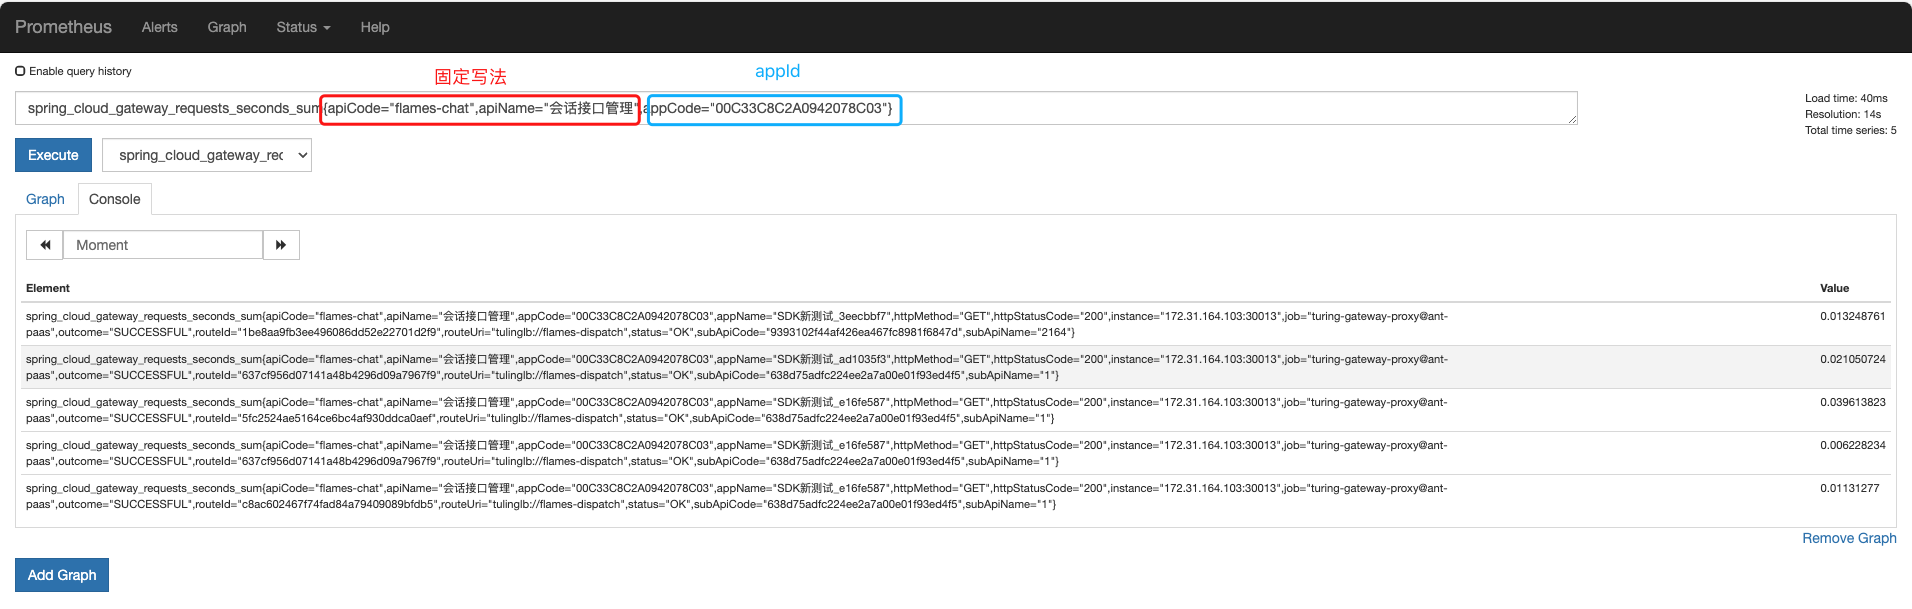 Prometheus Alerts Graph Status Help
Enable query history
固定写法
appId
spring_cloud_gateway_requests_seconds_sum{apiCode="flames-chat",apiName="会话接口管理",appCode="00C33C8C2A0942078C03"}
Load time: 40ms
Resolution: 14s
Total time series: 5
Execute
spring_cloud_gateway_rec
Graph Console
Moment
Element Value
spring_cloud_gateway_requests_seconds_sum{apiCode="flames-chat",apiName="会话接口管理",appCode="00C33C8C2A0942078C03",appName="SDK新测试_3eecbbf7",httpMethod="GET",httpStatusCode="200",instance="172.31.164.103:30013",job="turing-gateway-proxy@ant- 0.013248761
paas",outcome="SUCCESSFUL",routeId="1be8aa9fb3ee496086dd52e22701d2f9",routeUri="tulinglb://flames-dispatch",status="OK",subApiCode="9393102f44af426ea467fc8981f6847d",subApiName="2164"}
spring_cloud_gateway_requests_seconds_sum{apiCode="flames-chat",apiName="会话接口管理",appCode="00C33C8C2A0942078C03",appName="SDK新测试_ad1035f3",httpMethod="GET",httpStatusCode="200",instance="172.31.164.103:30013",job="turing-gateway-proxy@ant- 0.021050724
paas",outcome="SUCCESSFUL",routeId="637cf956d07141a48b4296d09a7967f9",routeUri="tulinglb://flames-dispatch",status="OK",subApiCode="638d75adfc224ee2a7a00e01f93ed4f5",subApiName="1"}
spring_cloud_gateway_requests_seconds_sum{apiCode="flames-chat",apiName="会话接口管理",appCode="00C33C8C2A0942078C03",appName="SDK新测试_e16fe587",httpMethod="GET",httpStatusCode="200",instance="172.31.164.103:30013",job="turing-gateway-proxy@ant- 0.039613823
paas",outcome="SUCCESSFUL",routeId="5fc2524ae5164ce6bc4af930ddca0aef",routeUri="tulinglb://flames-dispatch",status="OK",subApiCode="638d75adfc224ee2a7a00e01f93ed4f5",subApiName="1"}
spring_cloud_gateway_requests_seconds_sum{apiCode="flames-chat",apiName="会话接口管理",appCode="00C33C8C2A0942078C03",appName="SDK新测试_e16fe587",httpMethod="GET",httpStatusCode="200",instance="172.31.164.103:30013",job="turing-gateway-proxy@ant- 0.006228234
paas",outcome="SUCCESSFUL",routeId="637cf956d07141a48b4296d09a7967f9",routeUri="tulinglb://flames-dispatch",status="OK",subApiCode="638d75adfc224ee2a7a00e01f93ed4f5",subApiName="1"}
spring_cloud_gateway_requests_seconds_sum{apiCode="flames-chat",apiName="会话接口管理",appCode="00C33C8C2A0942078C03",appName="SDK新测试_e16fe587",httpMethod="GET",httpStatusCode="200",instance="172.31.164.103:30013",job="turing-gateway-proxy@ant- 0.01131277
paas",outcome="SUCCESSFUL",routeId="c8ac602467f74fad84a79409089bfdb5",routeUri="tulinglb://flames-dispatch",status="OK",subApiCode="638d75adfc224ee2a7a00e01f93ed4f5",subApiName="1"}
Remove Graph
Add Graph